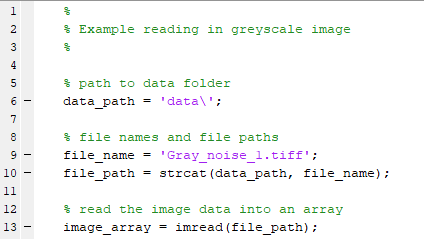 1 %
2 % Example reading in greyscale image
3 %
4
5 % path to data folder
6 – data_path = 'data\';
7
8 % file names and file paths
9 – file_name = 'Gray_noise_1.tiff';
10 – file_path = strcat(data_path, file_name);
11
12 % read the image data into an array
13 – image_array = imread(file_path);